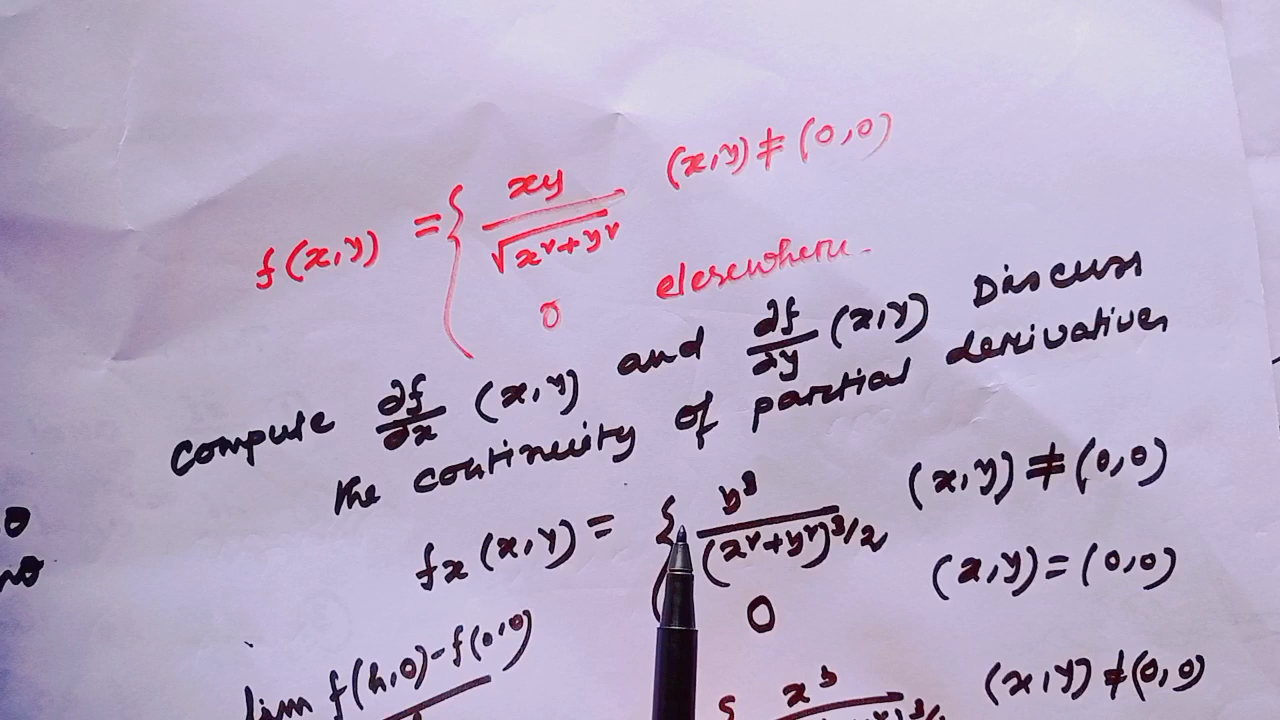 f(x,y) = { xy / √x²+y² (x,y) ≠ (0,0)
0 elsewhere.
compute ∂f/∂x (x,y) and ∂f/∂y (x,y) Discuss
the continuity of partial derivatives
fx (x,y) = { y³ / (x²+y²)^3/2 (x,y) ≠ (0,0)
0 (x,y) = (0,0)
lim f(h,0) - f(0,0)
x³ (x,y) ≠ (0,0)